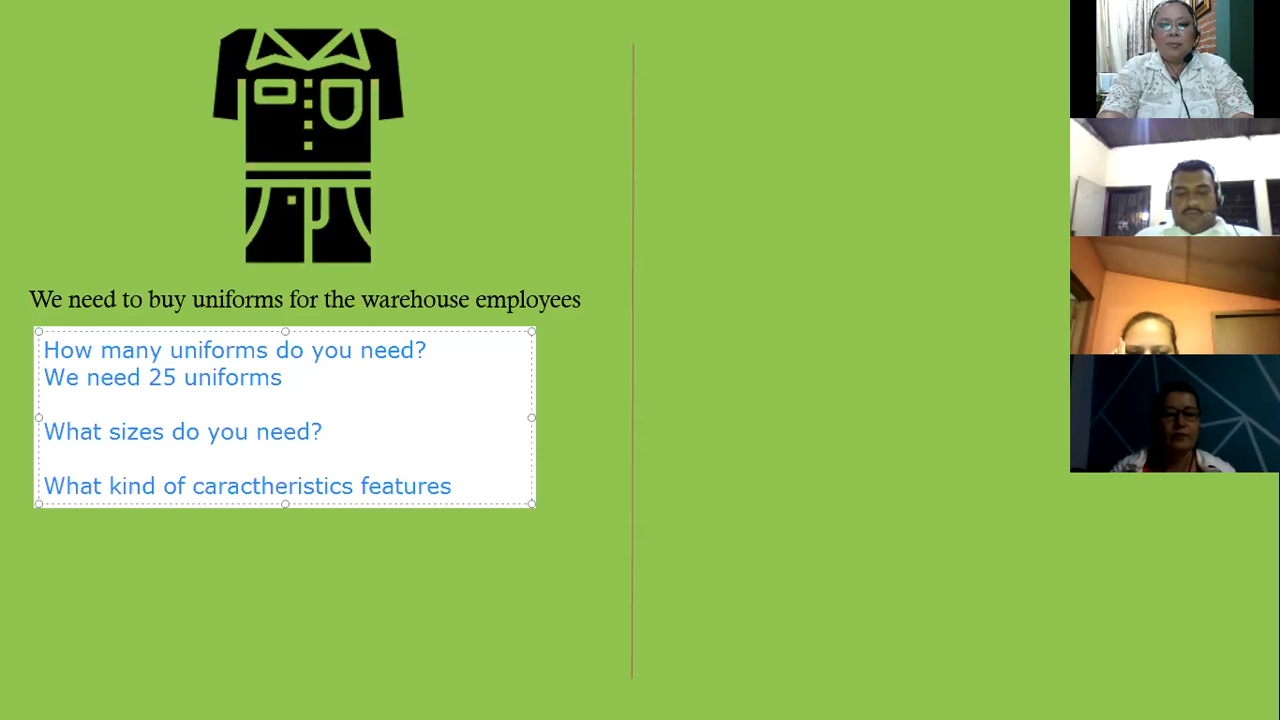 We need to buy uniforms for the warehouse employees
How many uniforms do you need?
We need 25 uniforms
What sizes do you need?
What kind of caractheristics features